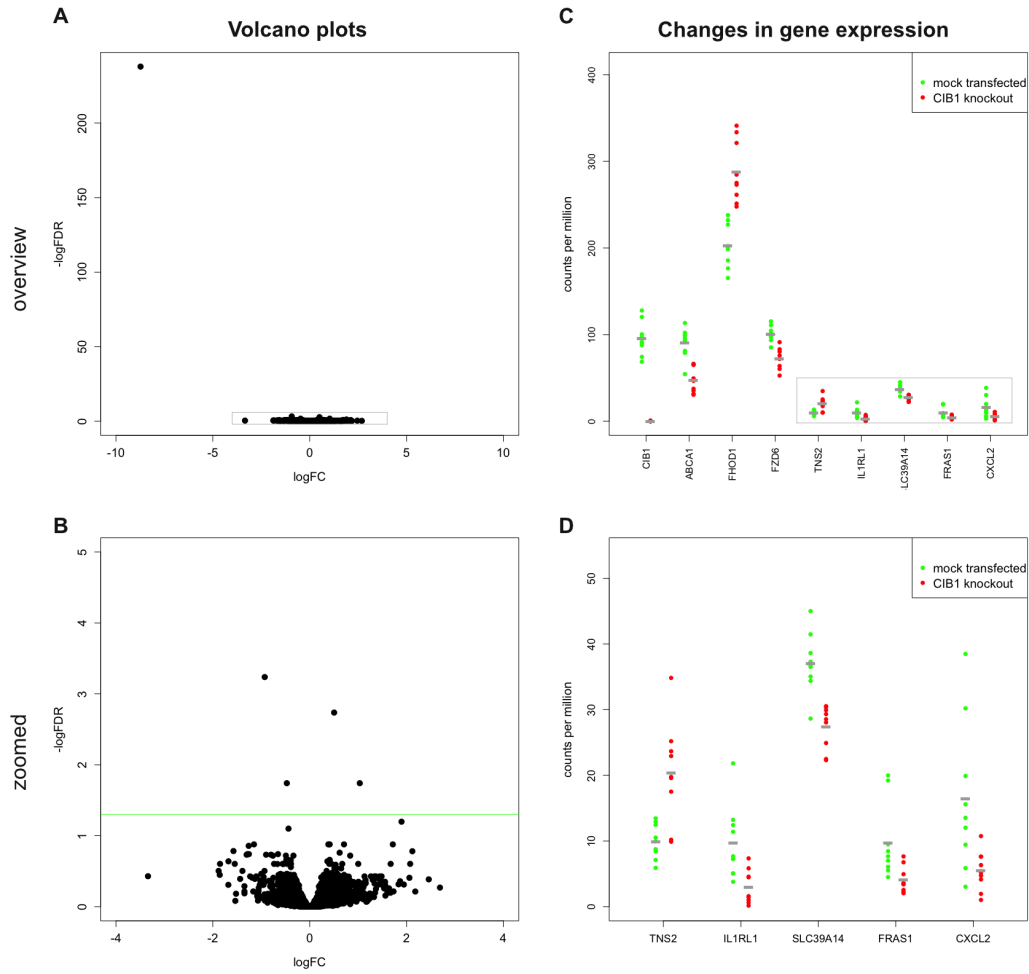 A
Volcano plots
overview
-logFDR
200
150
100
50
0
-10
-5
0
5
10
logFC
C
Changes in gene expression
mock transfected
CIB1 knockout
counts per million
400
300
200
100
0
CIB1
ABCA1
FHOD1
FZD6
TNS2
IL1RL1
SLC39A14
FRAS1
CXCL2
B
zoomed
-logFDR
5
4
3
2
1
0
-4
-2
0
2
4
logFC
D
mock transfected
CIB1 knockout
counts per million
50
40
30
20
10
0
TNS2
IL1RL1
SLC39A14
FRAS1
CXCL2